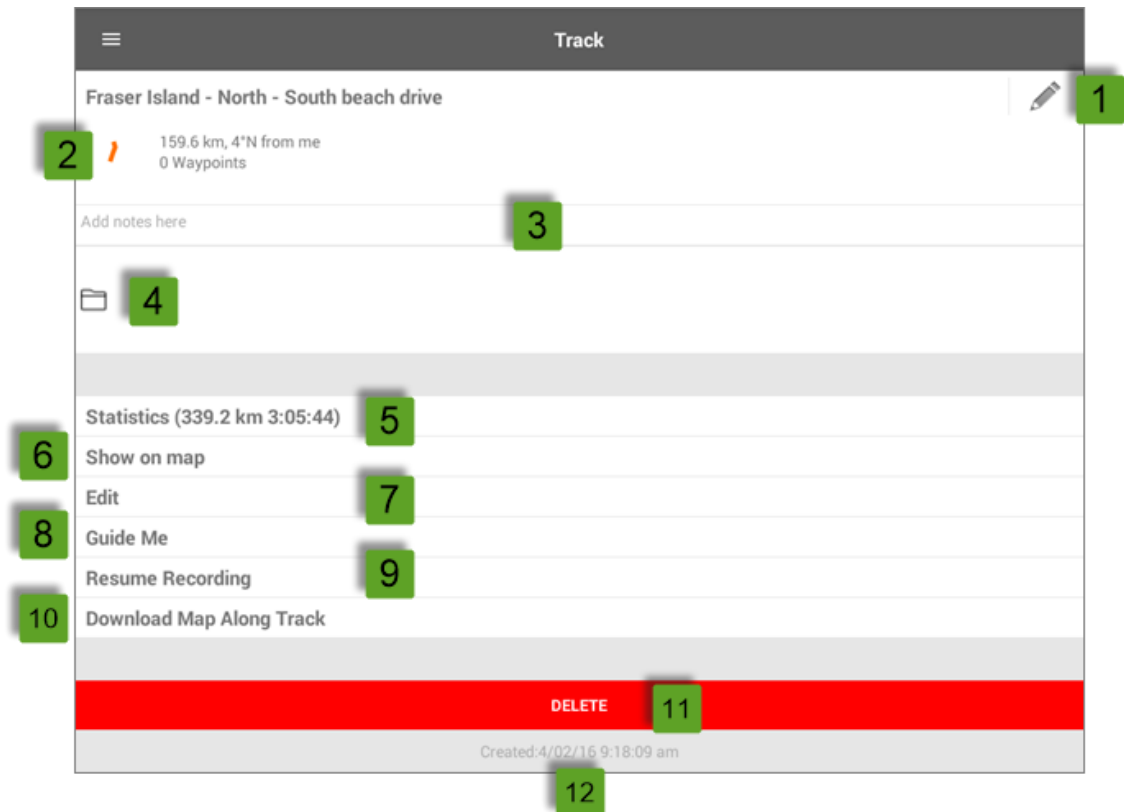 Track
Fraser Island - North - South beach drive
1
2
159.6 km, 4°N from me
0 Waypoints
Add notes here
3
4
Statistics (339.2 km 3:05:44)
5
6
Show on map
Edit
7
8
Guide Me
Resume Recording
9
10
Download Map Along Track
DELETE
11
Created:4/02/16 9:18:09 am
12